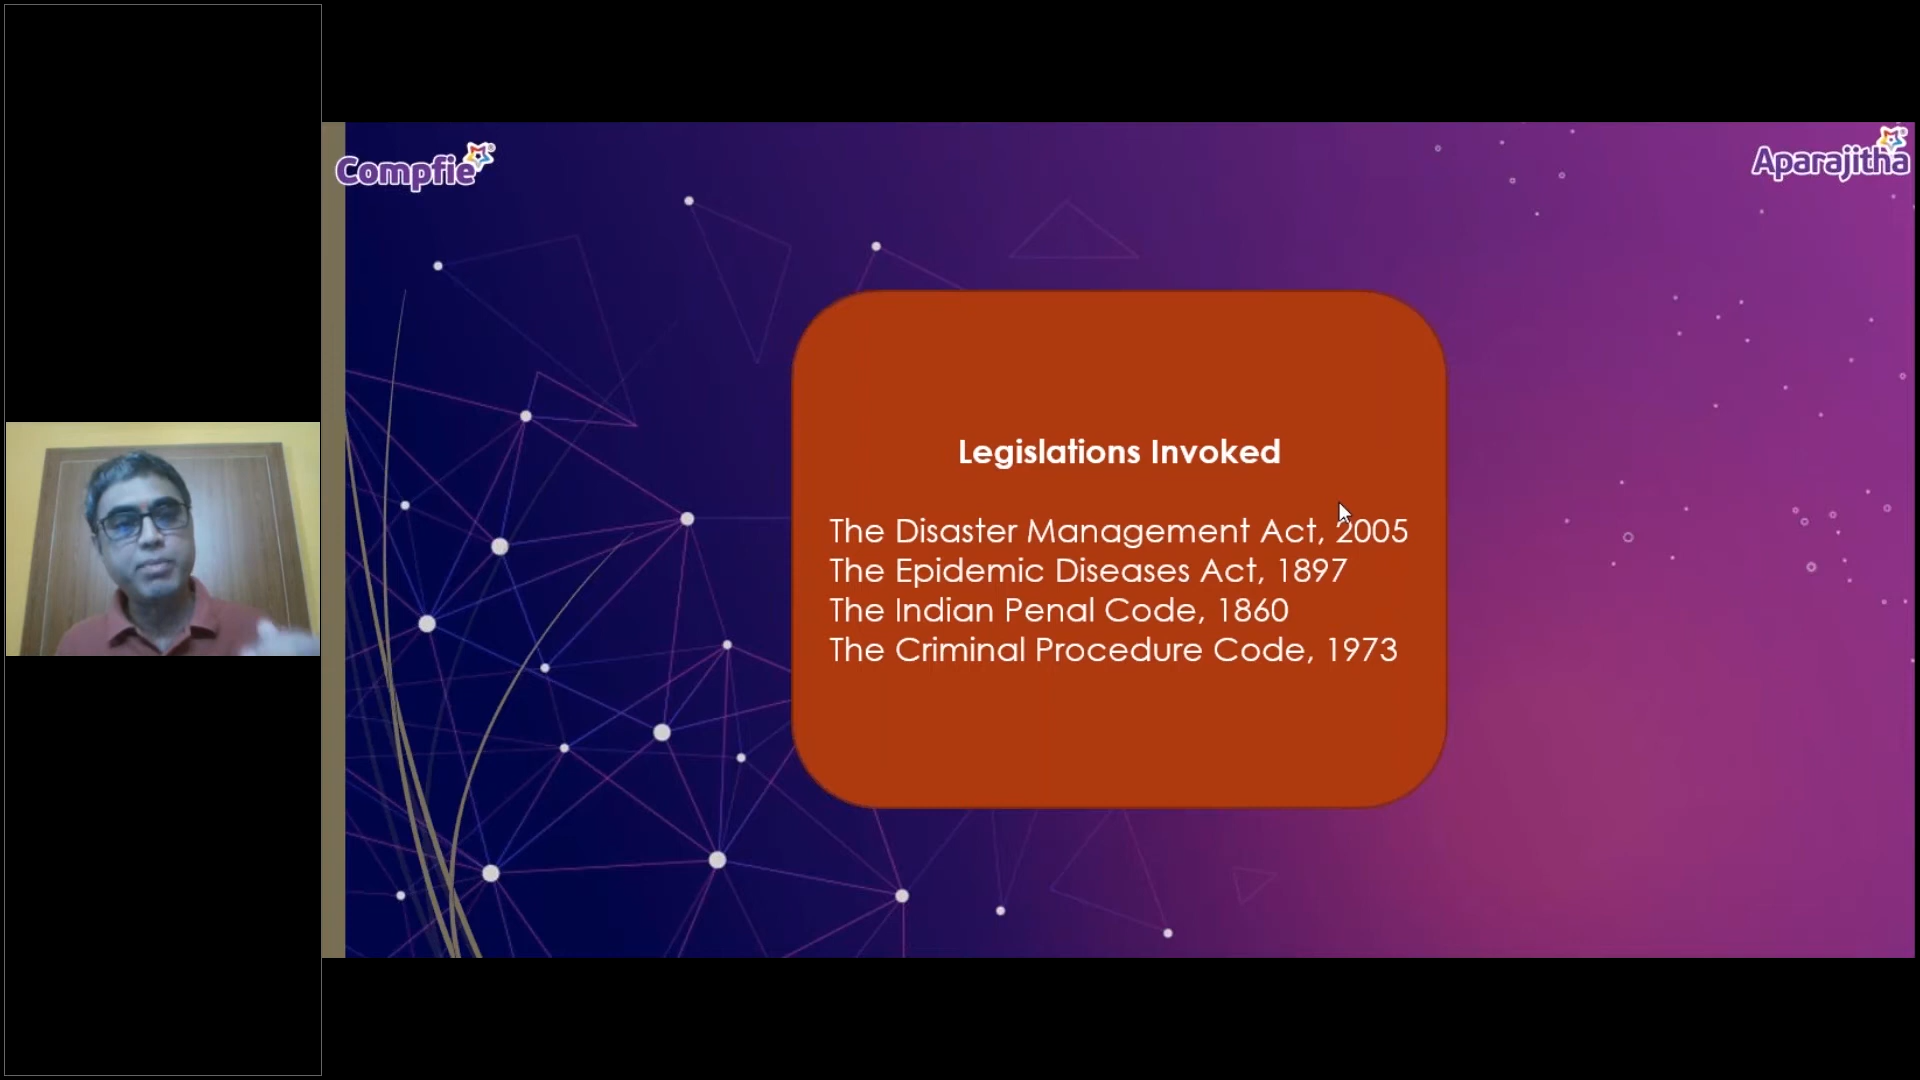 Compfie
Aparajitha
Legislations Invoked
The Disaster Management Act, 2005
The Epidemic Diseases Act, 1897
The Indian Penal Code, 1860
The Criminal Procedure Code, 1973